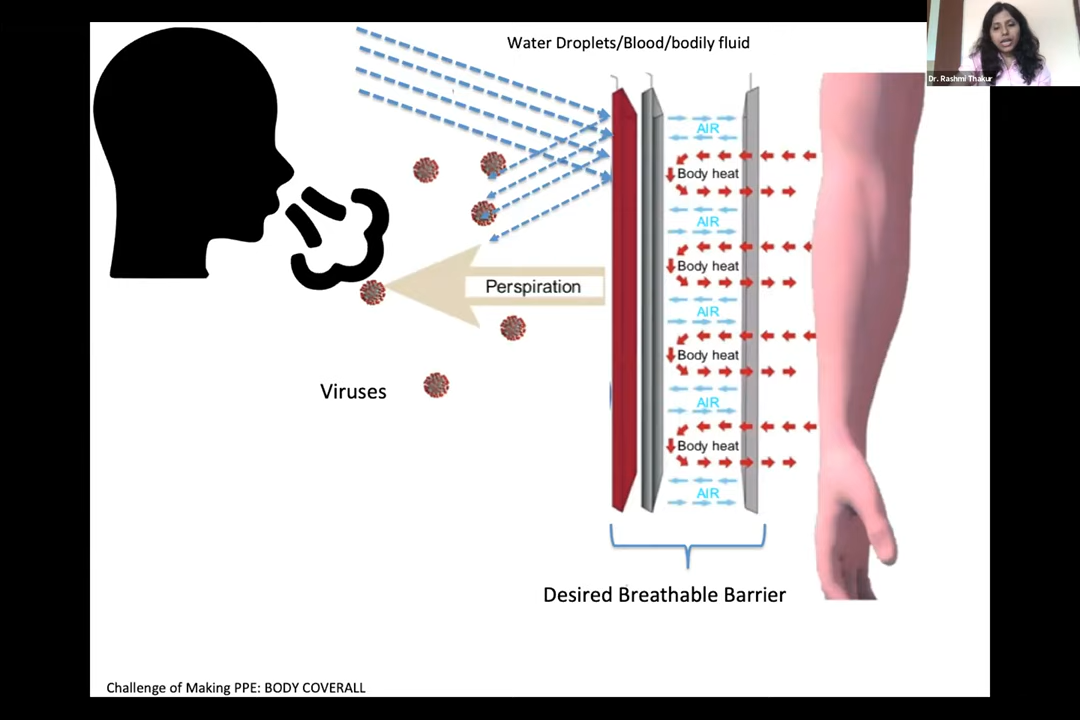 Water Droplets/Blood/bodily fluid
Dr. Rashmi Thakur
AIR
Body heat
AIR
Body heat
Perspiration
AIR
Body heat
Viruses
AIR
Body heat
AIR
Desired Breathable Barrier
Challenge of Making PPE: BODY COVERALL